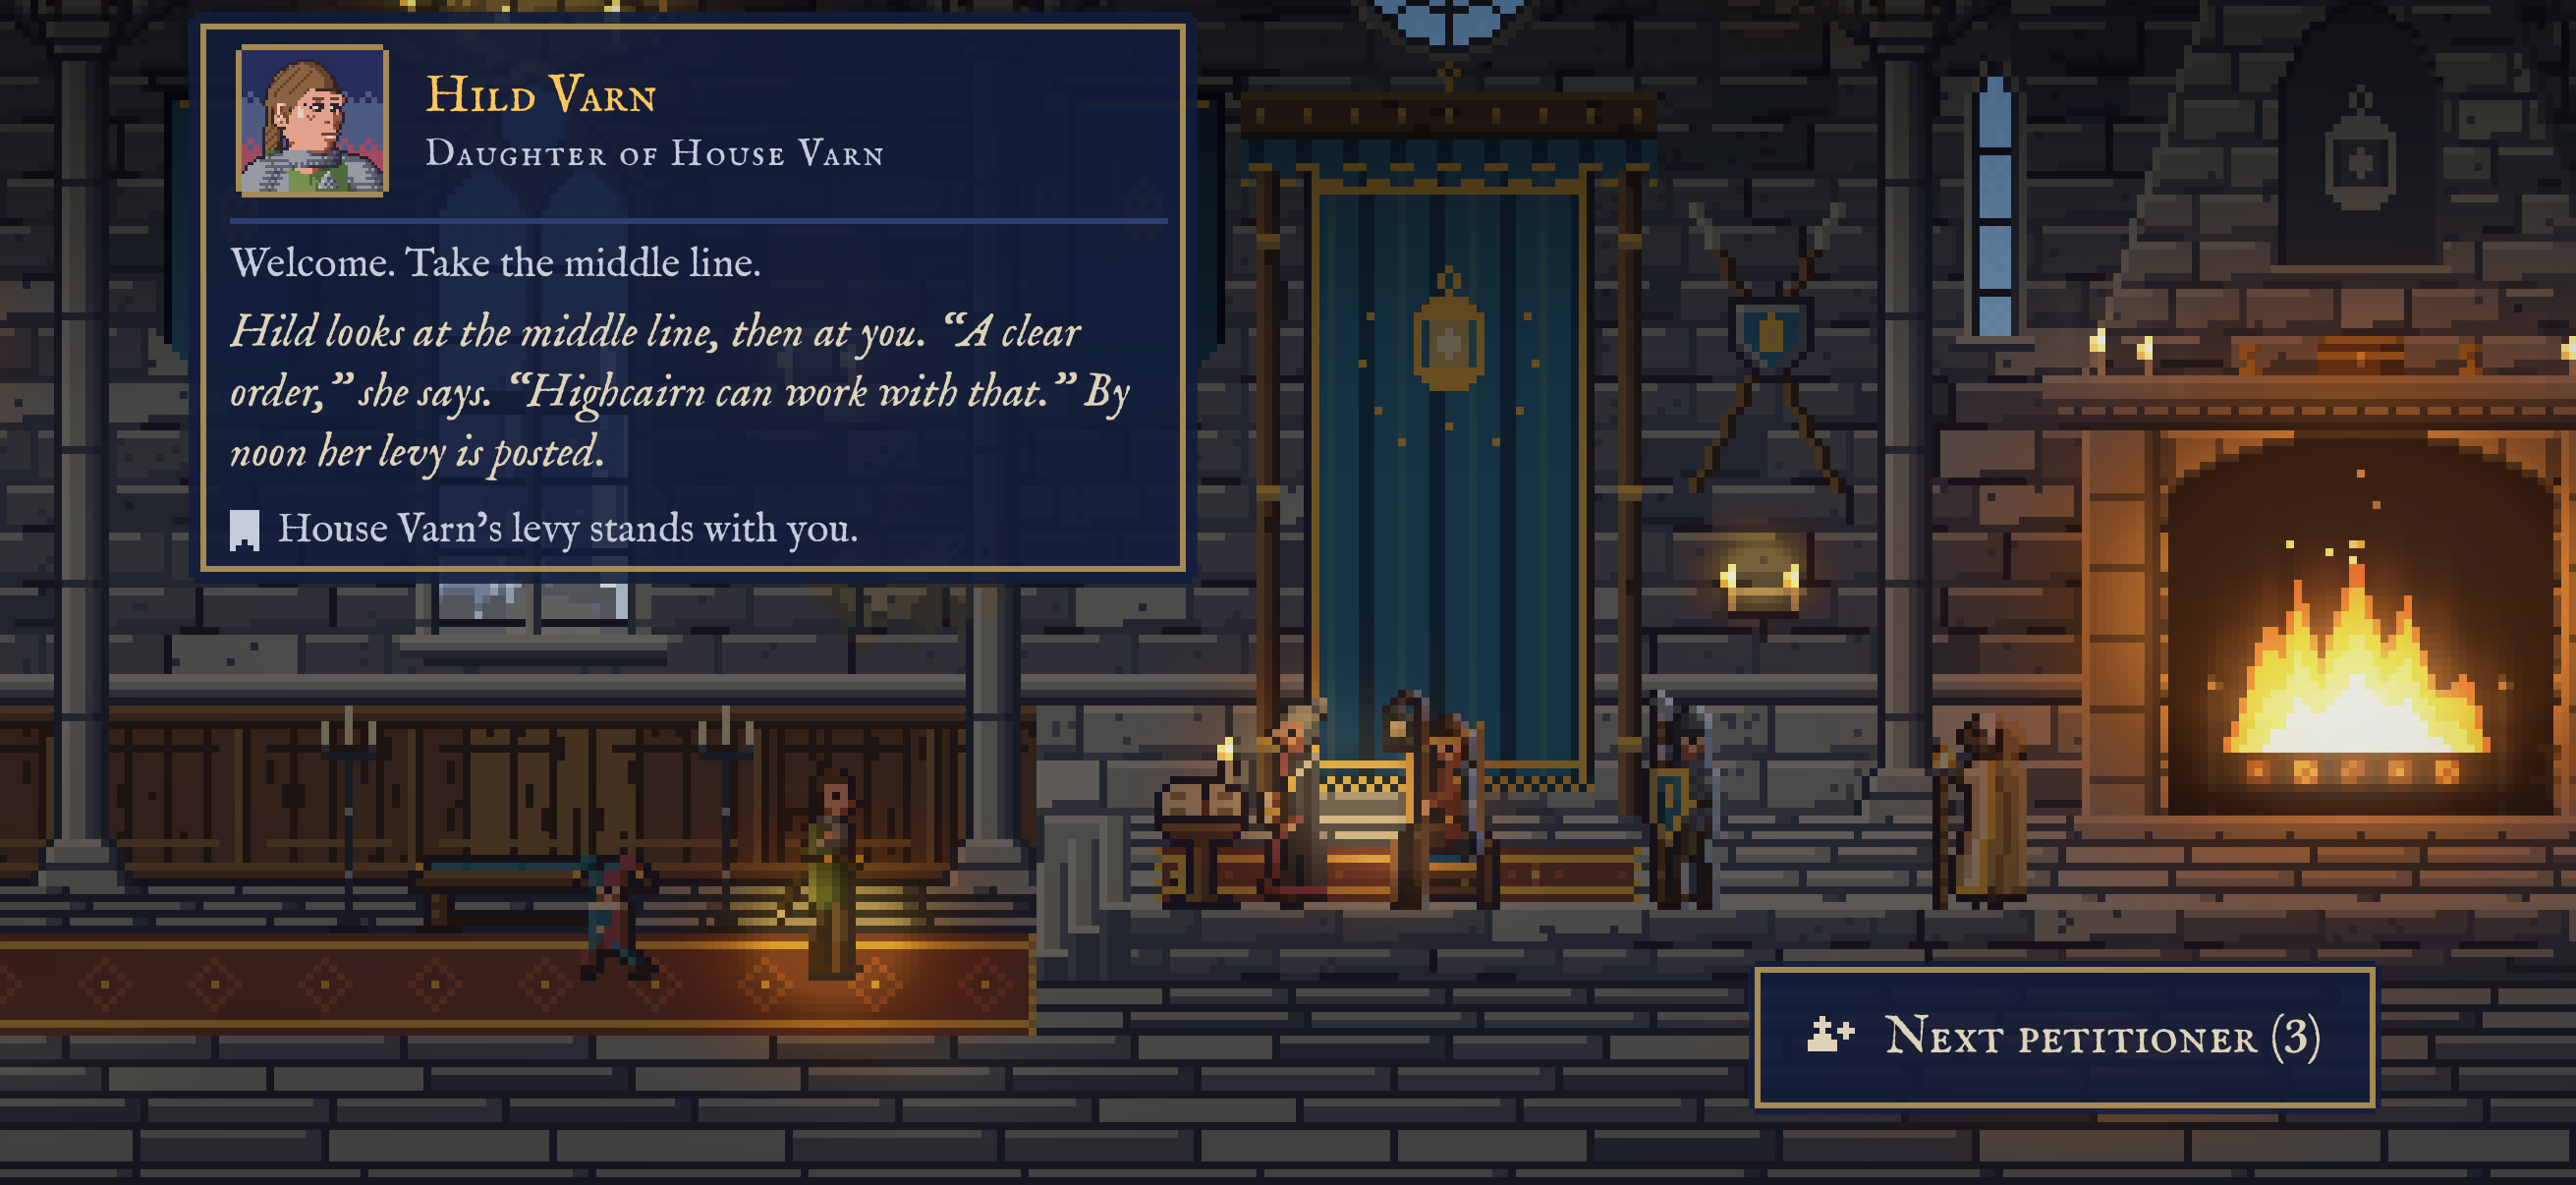 Hild Varn
Daughter of House Varn
Welcome. Take the middle line.
Hild looks at the middle line, then at you. “A clear
order,” she says. “Highcairn can work with that.” By
noon her levy is posted.
House Varn’s levy stands with you.
Next petitioner (3)